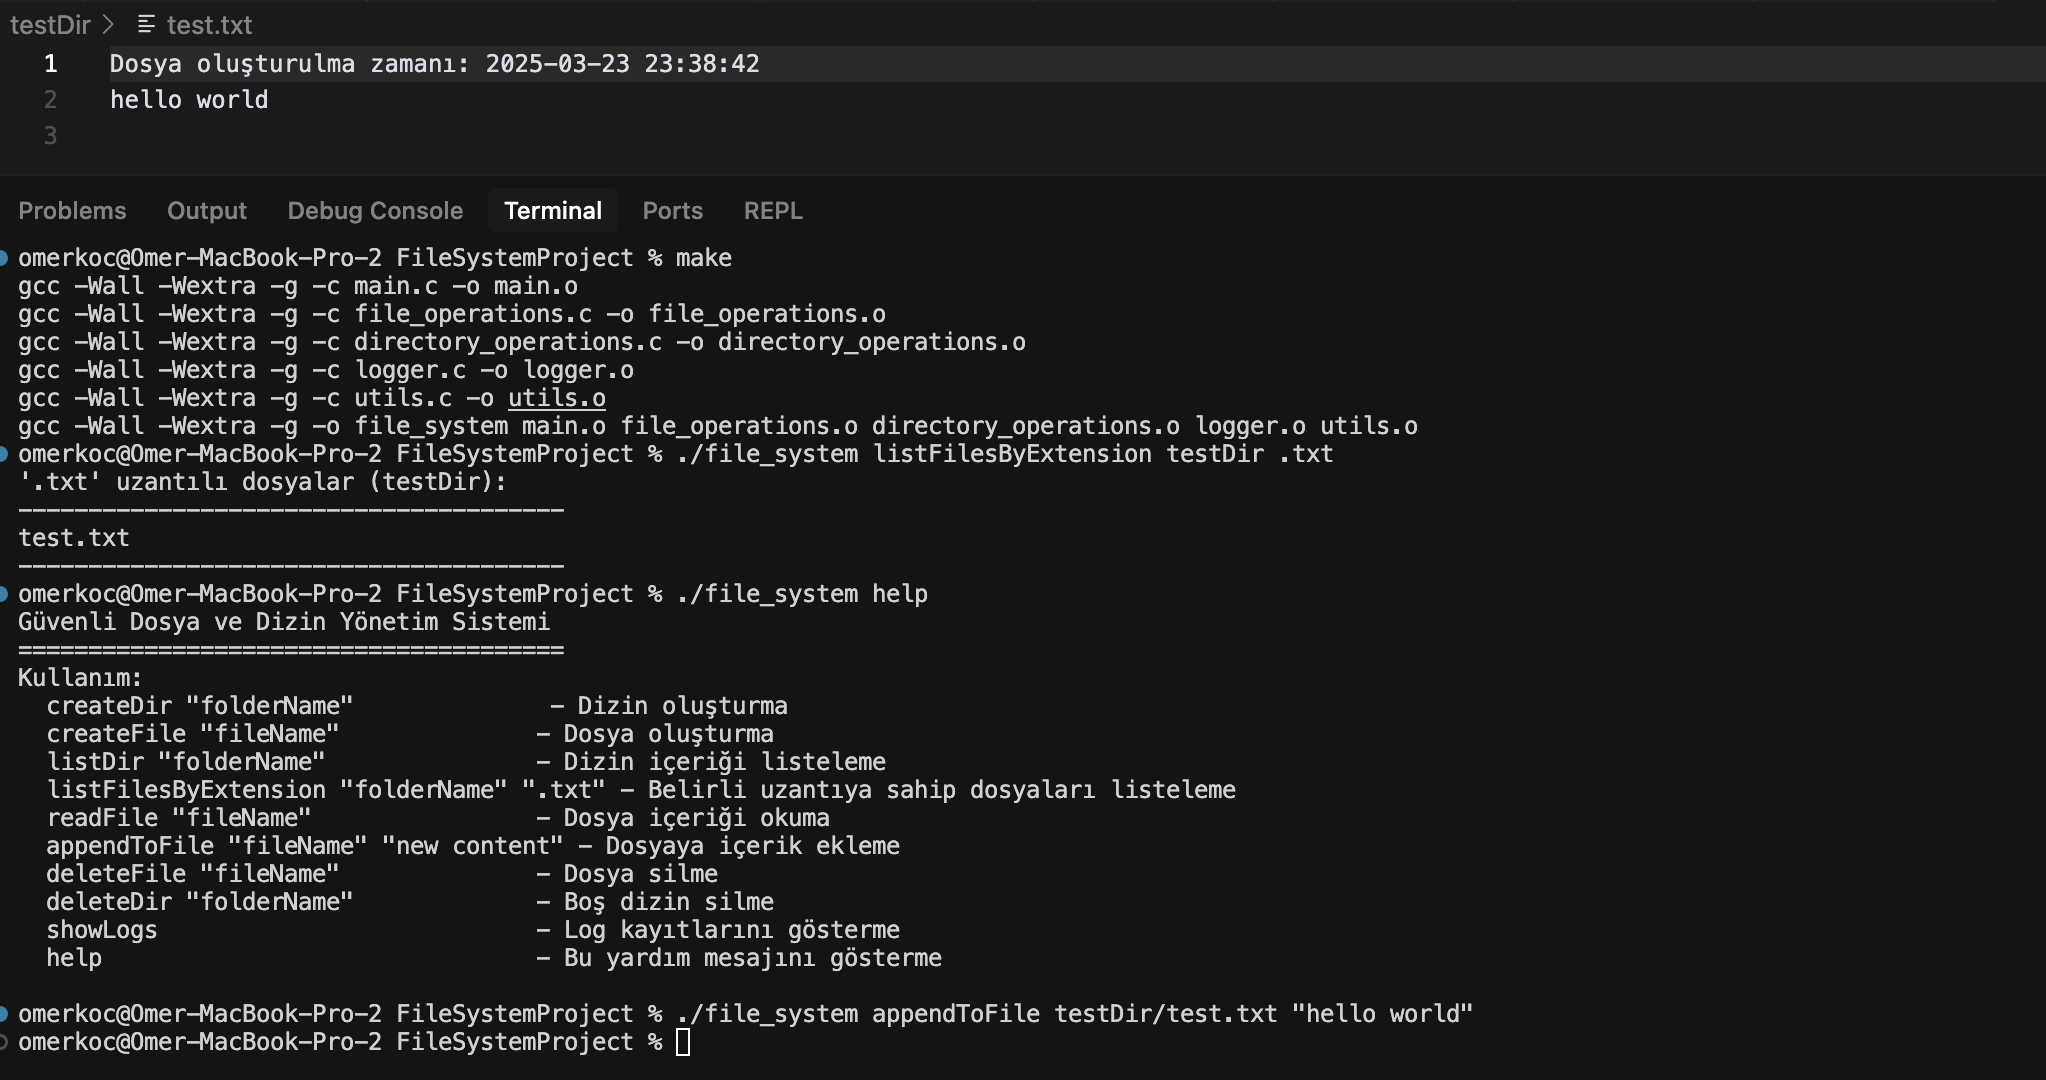 testDir > test.txt
1 Dosya oluşturulma zamanı: 2025-03-23 23:38:42
2 hello world
3
Problems Output Debug Console Terminal Ports REPL
omerkoc@Omer-MacBook-Pro-2 FileSystemProject % make
gcc -Wall -Wextra -g -c main.c -o main.o
gcc -Wall -Wextra -g -c file_operations.c -o file_operations.o
gcc -Wall -Wextra -g -c directory_operations.c -o directory_operations.o
gcc -Wall -Wextra -g -c logger.c -o logger.o
gcc -Wall -Wextra -g -c utils.c -o utils.o
gcc -Wall -Wextra -g -o file_system main.o file_operations.o directory_operations.o logger.o utils.o
omerkoc@Omer-MacBook-Pro-2 FileSystemProject % ./file_system listFilesByExtension testDir .txt
'.txt' uzantılı dosyalar (testDir):
---------------------------------------
test.txt
---------------------------------------
omerkoc@Omer-MacBook-Pro-2 FileSystemProject % ./file_system help
Güvenli Dosya ve Dizin Yönetim Sistemi
=======================================
Kullanım:
  createDir "folderName"              - Dizin oluşturma
  createFile "fileName"              - Dosya oluşturma
  listDir "folderName"               - Dizin içeriği listeleme
  listFilesByExtension "folderName" ".txt" - Belirli uzantıya sahip dosyaları listeleme
  readFile "fileName"                - Dosya içeriği okuma
  appendToFile "fileName" "new content" - Dosyaya içerik ekleme
  deleteFile "fileName"              - Dosya silme
  deleteDir "folderName"             - Boş dizin silme
  showLogs                           - Log kayıtlarını gösterme
  help                               - Bu yardım mesajını gösterme
omerkoc@Omer-MacBook-Pro-2 FileSystemProject % ./file_system appendToFile testDir/test.txt "hello world"
omerkoc@Omer-MacBook-Pro-2 FileSystemProject %